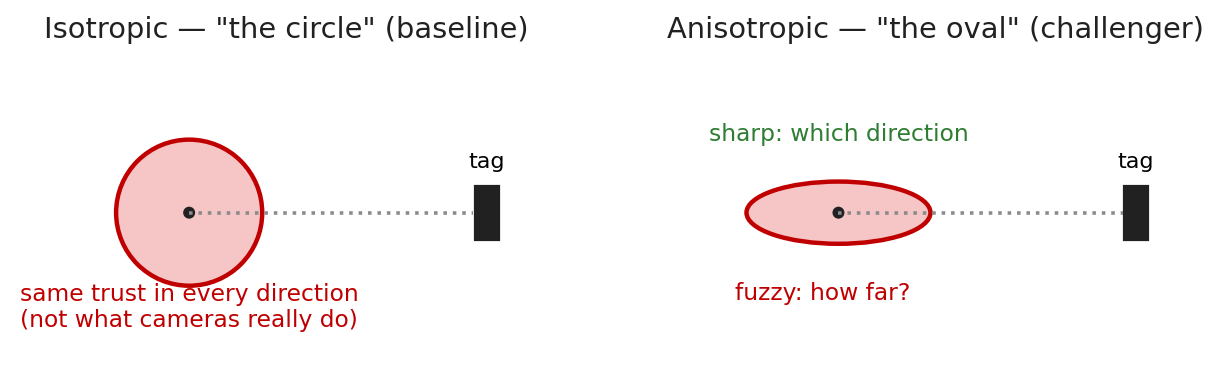 Isotropic — "the circle" (baseline)
tag
same trust in every direction
(not what cameras really do)
Anisotropic — "the oval" (challenger)
sharp: which direction
tag
fuzzy: how far?